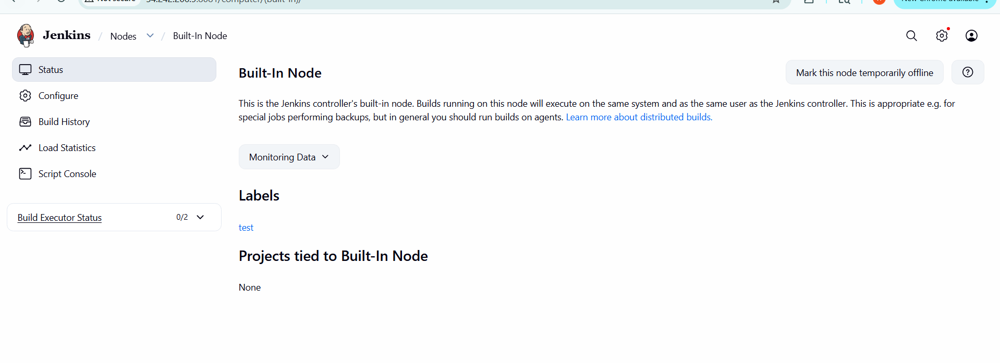 Jenkins / Nodes / Built-In Node
Status
Configure
Build History
Load Statistics
Script Console
Build Executor Status 0/2
Built-In Node
Mark this node temporarily offline
This is the Jenkins controller's built-in node. Builds running on this node will execute on the same system and as the same user as the Jenkins controller. This is appropriate e.g. for
special jobs performing backups, but in general you should run builds on agents. Learn more about distributed builds.
Monitoring Data
Labels
test
Projects tied to Built-In Node
None